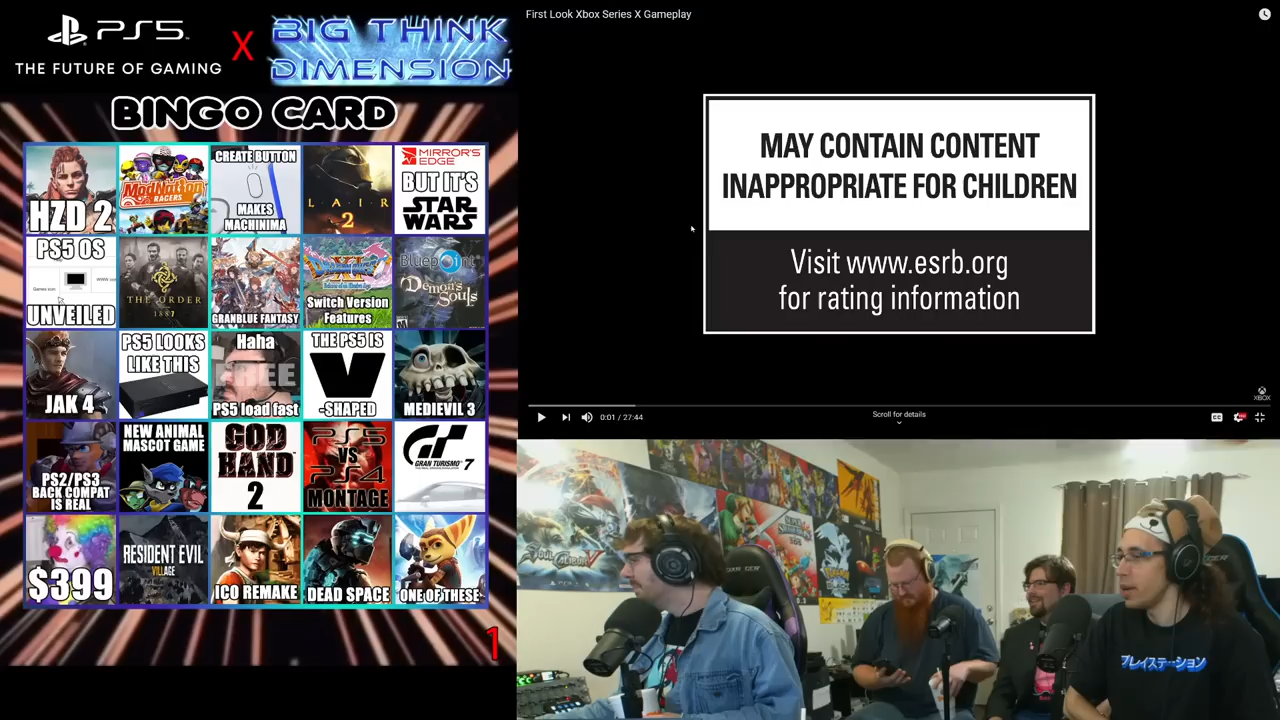 PS5
THE FUTURE OF GAMING
X
BIG THINK
DIMENSION
BINGO CARD
HZD 2
ModNation
RACERS
CREATE BUTTON
MAKES
MACHINIMA
LAIR
2
MIRROR'S
EDGE
BUT IT'S
STAR
WARS
PS5 OS
UNVEILED
THE ORDER
1887
GRANBLUE FANTASY
Switch Version
Features
Bluepoint
Demon's
Souls
JAK 4
PS5 LOOKS
LIKE THIS
Haha
FREE
PS5 load fast
THE PS5 IS
V
-SHAPED
MEDIEVIL 3
PS2/PS3
BACK COMPAT
IS REAL
NEW ANIMAL
MASCOT GAME
GOD
HAND
2
PS5
VS
PS4
MONTAGE
GT
GRAN TURISMO 7
$399
RESIDENT EVIL
VILLAGE
ICO REMAKE
DEAD SPACE
ONE OF THESE
1
First Look Xbox Series X Gameplay
MAY CONTAIN CONTENT
INAPPROPRIATE FOR CHILDREN
Visit www.esrb.org
for rating information
XBOX
0:01 / 27:44
Scroll for details
CC
SOULCALIBUR V
プレイステーション